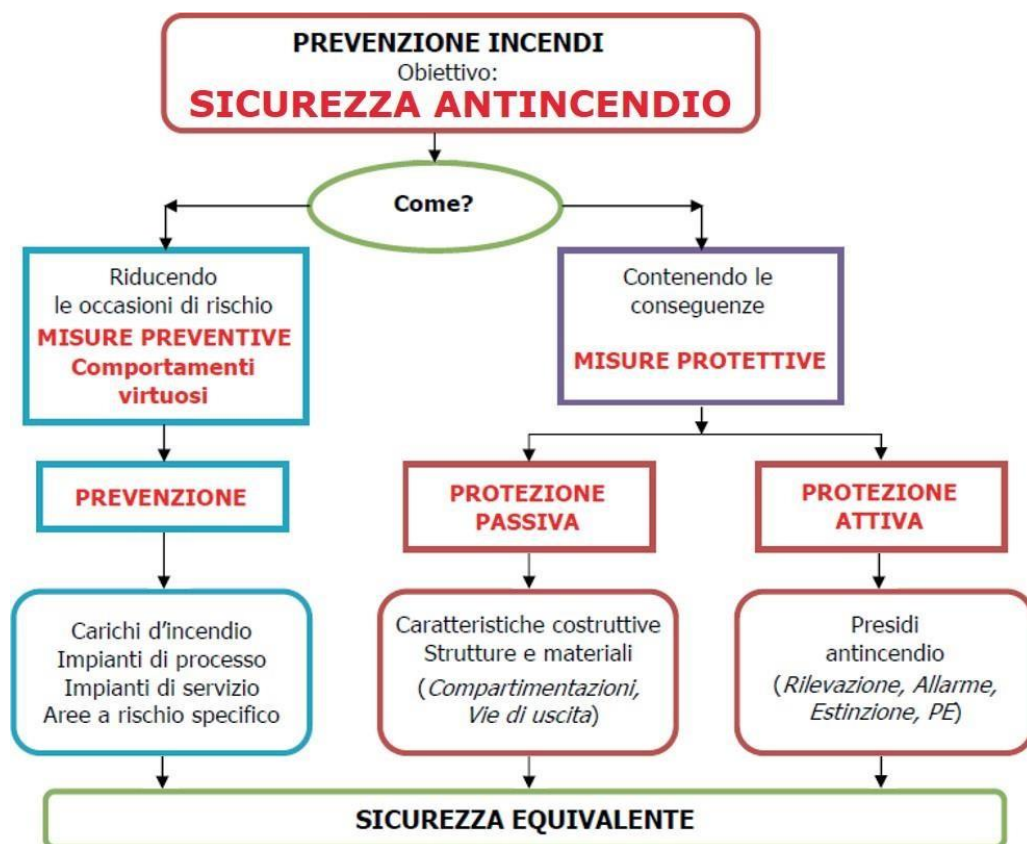 PREVENZIONE INCENDI
Obiettivo:
SICUREZZA ANTINCENDIO
Come?
Riducendo
le occasioni di rischio
MISURE PREVENTIVE
Comportamenti
virtuosi
Contenendo le
conseguenze
MISURE PROTETTIVE
PREVENZIONE
PROTEZIONE
PASSIVA
PROTEZIONE
ATTIVA
Carichi d'incendio
Impianti di processo
Impianti di servizio
Aree a rischio specifico
Caratteristiche costruttive
Strutture e materiali
(Compartimentazioni,
Vie di uscita)
Presidi
antincendio
(Rilevazione, Allarme,
Estinzione, PE)
SICUREZZA EQUIVALENTE